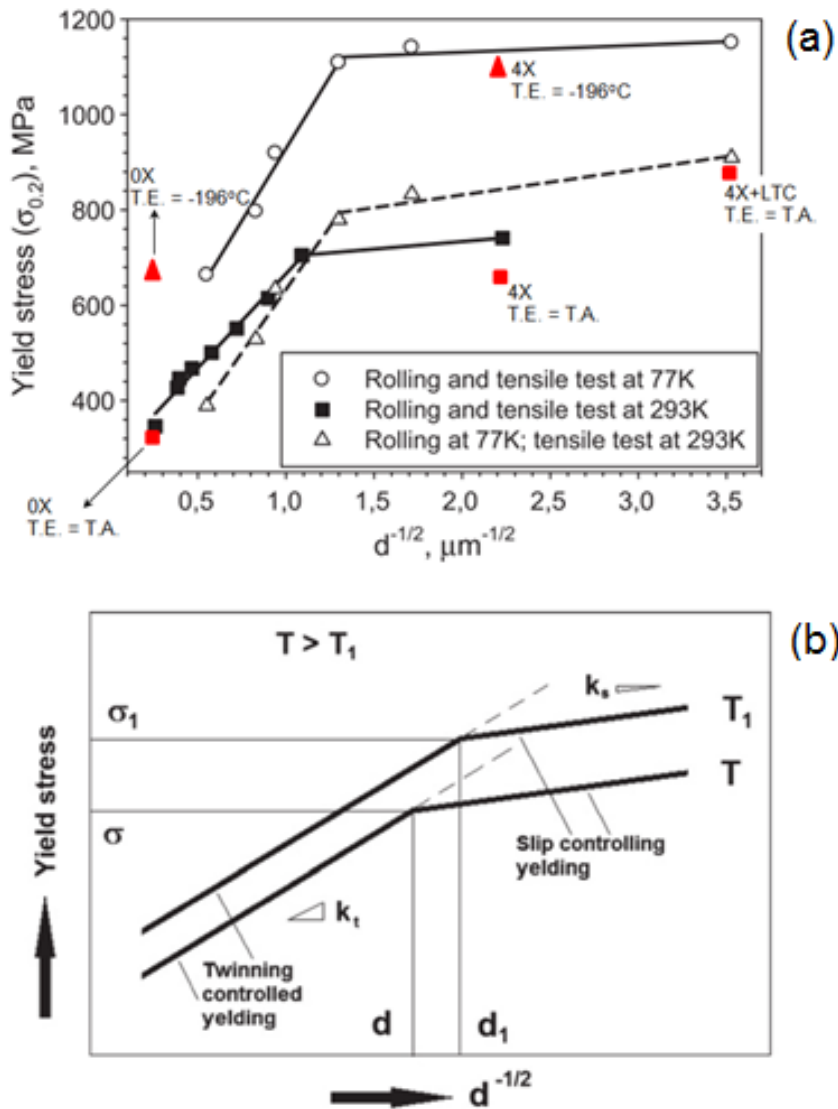 (a)
Yield stress (σ0.2), MPa
1200
1000
800
600
400
0X
T.E. = -196°C
4X
T.E. = -196°C
4X+LTC
T.E. = T.A.
4X
T.E. = T.A.
Rolling and tensile test at 77K
Rolling and tensile test at 293K
Rolling at 77K; tensile test at 293K
0X
T.E. = T.A.
0,5 1,0 1,5 2,0 2,5 3,0 3,5
d-1/2, μm-1/2
(b)
T > T1
ks
σ1
T1
T
σ
Slip controlling
yelding
kt
Twinning
controlled
yelding
d d1
Yield stress
d -1/2